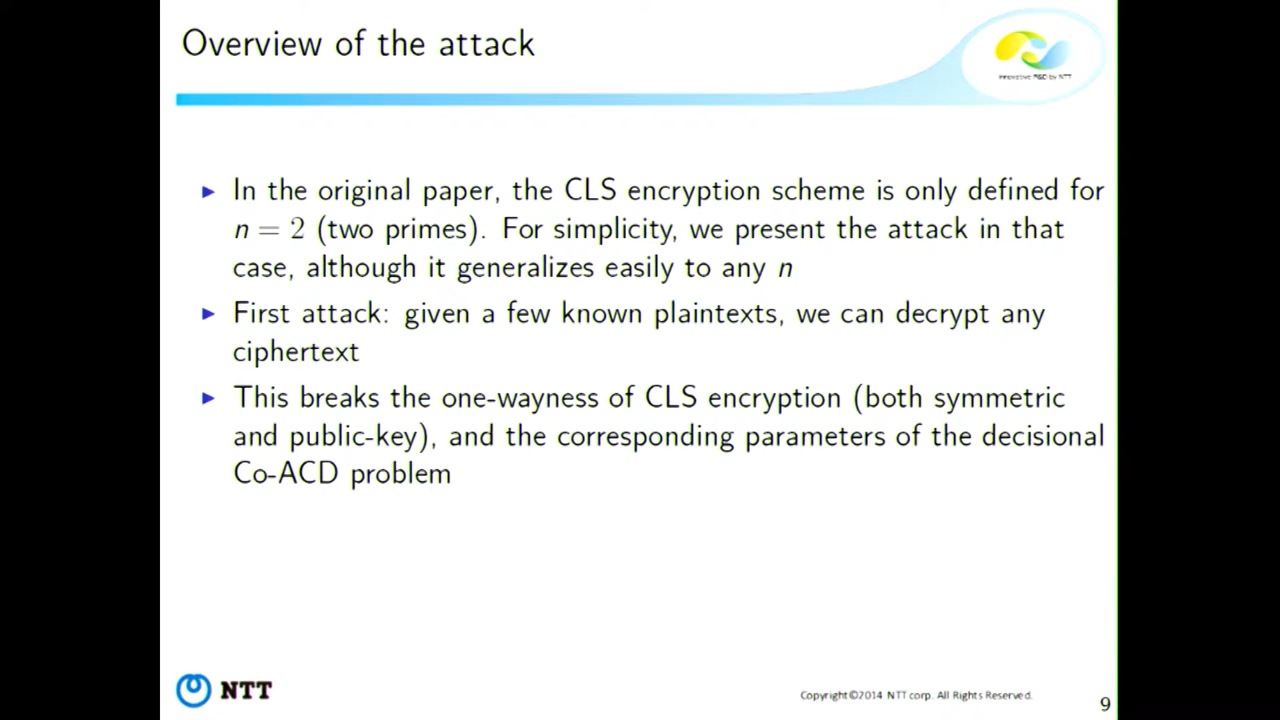 Overview of the attack
innovative R&D by NTT
▶ In the original paper, the CLS encryption scheme is only defined for
n = 2 (two primes). For simplicity, we present the attack in that
case, although it generalizes easily to any n
▶ First attack: given a few known plaintexts, we can decrypt any
ciphertext
▶ This breaks the one-wayness of CLS encryption (both symmetric
and public-key), and the corresponding parameters of the decisional
Co-ACD problem
NTT
Copyright©2014 NTT corp. All Rights Reserved.
9